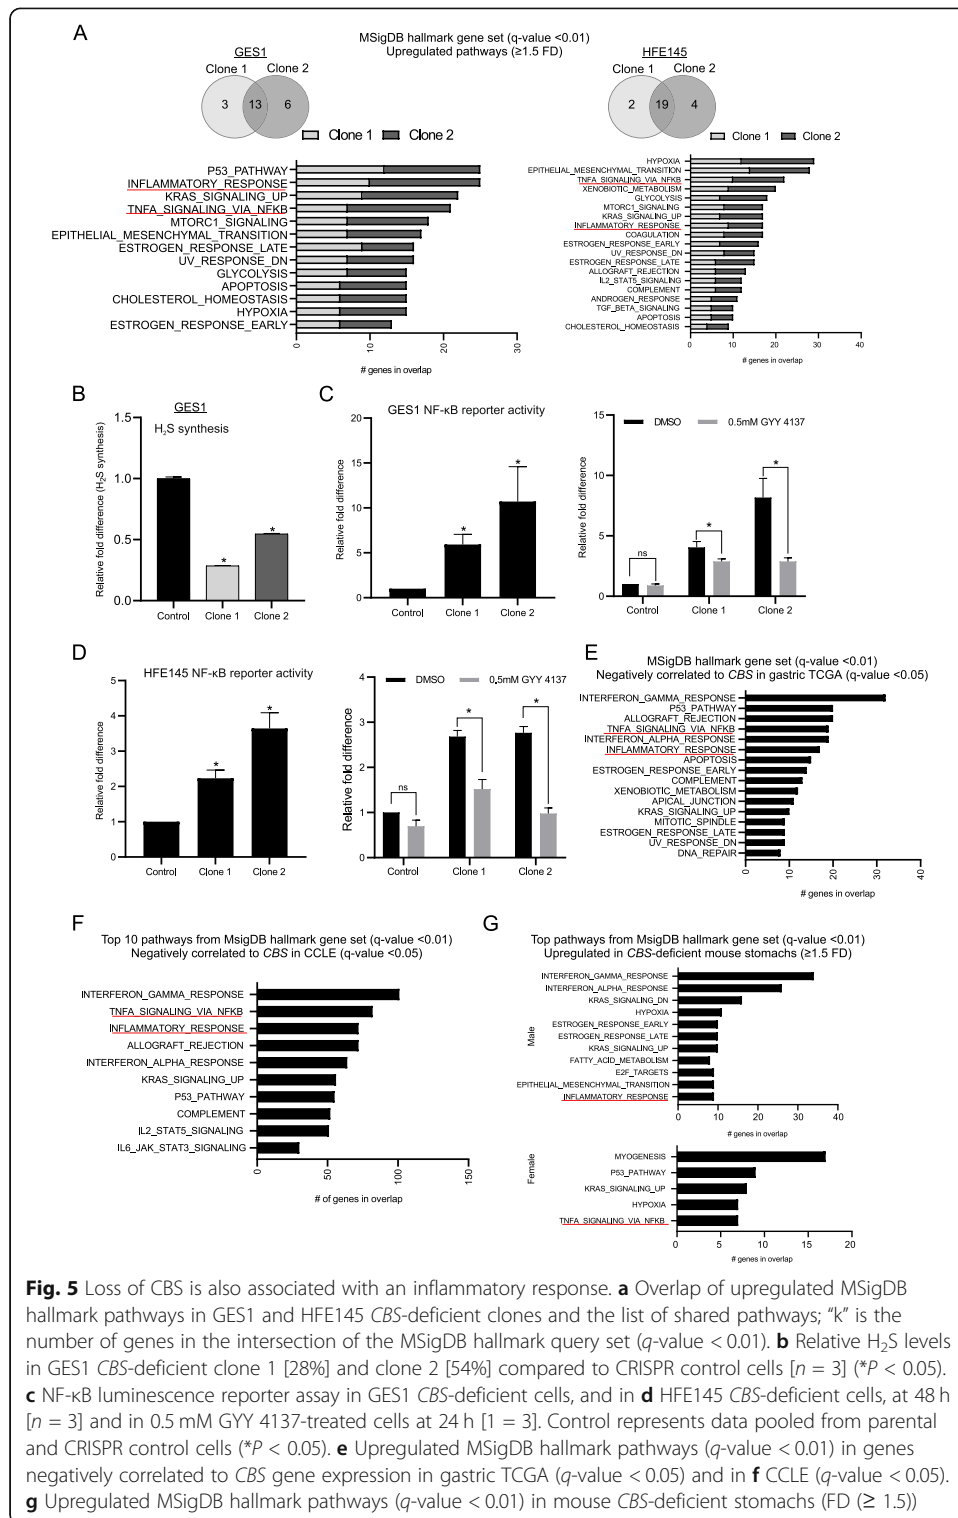 A
MSigDB hallmark gene set (q-value <0.01)
Upregulated pathways (≥1.5 FD)
GES1
Clone 1 Clone 2
3 13 6
Clone 1 Clone 2
P53_PATHWAY
INFLAMMATORY_RESPONSE
KRAS_SIGNALING_UP
TNFA_SIGNALING_VIA_NFKB
MTORC1_SIGNALING
EPITHELIAL_MESENCHYMAL_TRANSITION
ESTROGEN_RESPONSE_LATE
UV_RESPONSE_DN
GLYCOLYSIS
APOPTOSIS
CHOLESTEROL_HOMEOSTASIS
HYPOXIA
ESTROGEN_RESPONSE_EARLY
0 10 20 30
# genes in overlap
HFE145
Clone 1 Clone 2
2 19 4
Clone 1 Clone 2
HYPOXIA
EPITHELIAL_MESENCHYMAL_TRANSITION
TNFA_SIGNALING_VIA_NFKB
XENOBIOTIC_METABOLISM
GLYCOLYSIS
MTORC1_SIGNALING
KRAS_SIGNALING_UP
INFLAMMATORY_RESPONSE
COAGULATION
ESTROGEN_RESPONSE_EARLY
UV_RESPONSE_DN
ESTROGEN_RESPONSE_LATE
ALLOGRAFT_REJECTION
IL2_STAT5_SIGNALING
COMPLEMENT
ANDROGEN_RESPONSE
TGF_BETA_SIGNALING
APOPTOSIS
CHOLESTEROL_HOMEOSTASIS
0 10 20 30 40
# genes in overlap
B
GES1
H₂S synthesis
Relative fold difference (H₂S synthesis)
1.5
1.0
0.5
0.0
* *
Control Clone 1 Clone 2
C
GES1 NF-κB reporter activity
Relative fold difference
20
15
10
5
0
* *
Control Clone 1 Clone 2
DMSO 0.5mM GYY 4137
Relative fold difference
15
10
5
0
ns * *
Control Clone 1 Clone 2
D
HFE145 NF-κB reporter activity
Relative fold difference
5
4
3
2
1
0
* *
Control Clone 1 Clone 2
DMSO 0.5mM GYY 4137
Relative fold difference
4
3
2
1
0
ns * *
Control Clone 1 Clone 2
E
MSigDB hallmark gene set (q-value <0.01)
Negatively correlated to CBS in gastric TCGA (q-value <0.05)
INTERFERON_GAMMA_RESPONSE
P53_PATHWAY
ALLOGRAFT_REJECTION
TNFA_SIGNALING_VIA_NFKB
INTERFERON_ALPHA_RESPONSE
INFLAMMATORY_RESPONSE
APOPTOSIS
ESTROGEN_RESPONSE_EARLY
COMPLEMENT
XENOBIOTIC_METABOLISM
APICAL_JUNCTION
KRAS_SIGNALING_UP
MITOTIC_SPINDLE
ESTROGEN_RESPONSE_LATE
UV_RESPONSE_DN
DNA_REPAIR
0 10 20 30 40
# genes in overlap
F
Top 10 pathways from MsigDB hallmark gene set (q-value <0.01)
Negatively correlated to CBS in CCLE (q-value <0.05)
INTERFERON_GAMMA_RESPONSE
TNFA_SIGNALING_VIA_NFKB
INFLAMMATORY_RESPONSE
ALLOGRAFT_REJECTION
INTERFERON_ALPHA_RESPONSE
KRAS_SIGNALING_UP
P53_PATHWAY
COMPLEMENT
IL2_STAT5_SIGNALING
IL6_JAK_STAT3_SIGNALING
0 50 100 150
# of genes in overlap
G
Top pathways from MsigDB hallmark gene set (q-value <0.01)
Upregulated in CBS-deficient mouse stomachs (≥1.5 FD)
Male
INTERFERON_GAMMA_RESPONSE
INTERFERON_ALPHA_RESPONSE
KRAS_SIGNALING_DN
HYPOXIA
ESTROGEN_RESPONSE_EARLY
ESTROGEN_RESPONSE_LATE
KRAS_SIGNALING_UP
FATTY_ACID_METABOLISM
E2F_TARGETS
EPITHELIAL_MESENCHYMAL_TRANSITION
INFLAMMATORY_RESPONSE
0 10 20 30 40
# genes in overlap
Female
MYOGENESIS
P53_PATHWAY
KRAS_SIGNALING_UP
HYPOXIA
TNFA_SIGNALING_VIA_NFKB
0 5 10 15 20
# genes in overlap
Fig. 5 Loss of CBS is also associated with an inflammatory response. a Overlap of upregulated MSigDB
hallmark pathways in GES1 and HFE145 CBS-deficient clones and the list of shared pathways; “k” is the
number of genes in the intersection of the MSigDB hallmark query set (q-value < 0.01). b Relative H₂S levels
in GES1 CBS-deficient clone 1 [28%] and clone 2 [54%] compared to CRISPR control cells [n = 3] (*P < 0.05).
c NF-κB luminescence reporter assay in GES1 CBS-deficient cells, and in d HFE145 CBS-deficient cells, at 48 h
[n = 3] and in 0.5 mM GYY 4137-treated cells at 24 h [1 = 3]. Control represents data pooled from parental
and CRISPR control cells (*P < 0.05). e Upregulated MSigDB hallmark pathways (q-value < 0.01) in genes
negatively correlated to CBS gene expression in gastric TCGA (q-value < 0.05) and in f CCLE (q-value < 0.05).
g Upregulated MSigDB hallmark pathways (q-value < 0.01) in mouse CBS-deficient stomachs (FD (≥ 1.5))